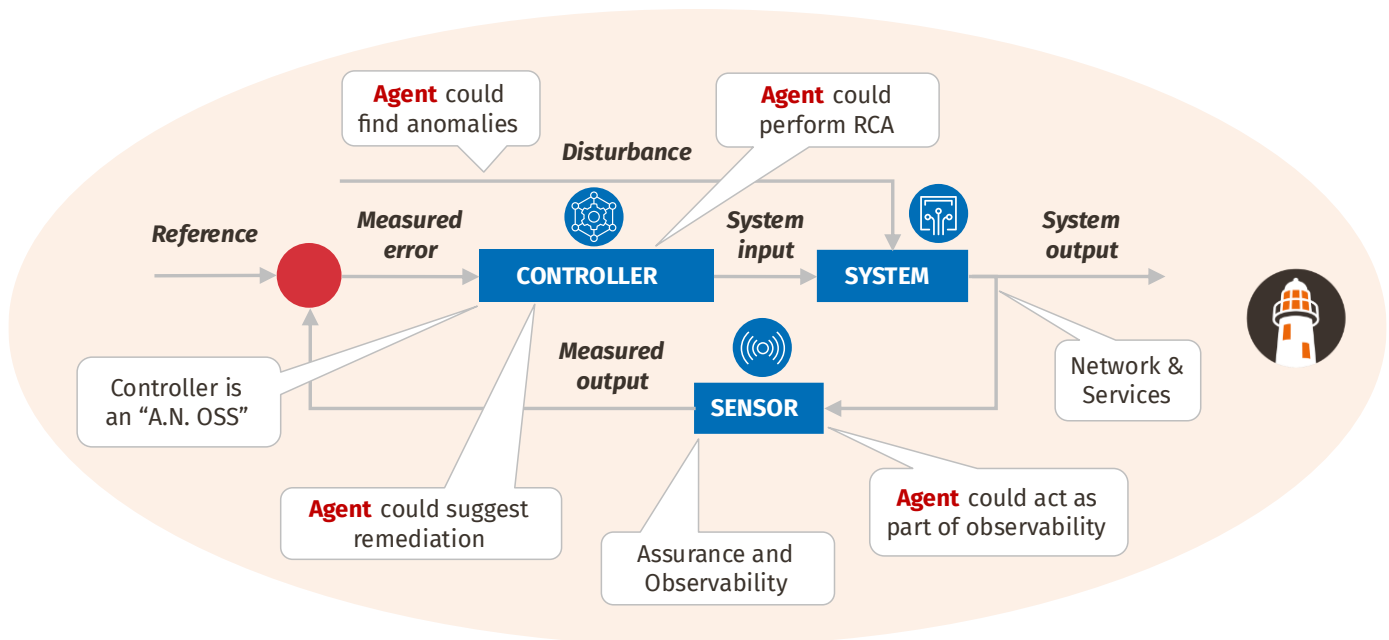 Agent could
find anomalies
Agent could
perform RCA
Disturbance
Reference
Measured
error
System
input
System
output
CONTROLLER
SYSTEM
Measured
output
Controller is
an “A.N. OSS”
SENSOR
Network &
Services
Agent could suggest
remediation
Assurance and
Observability
Agent could act as
part of observability